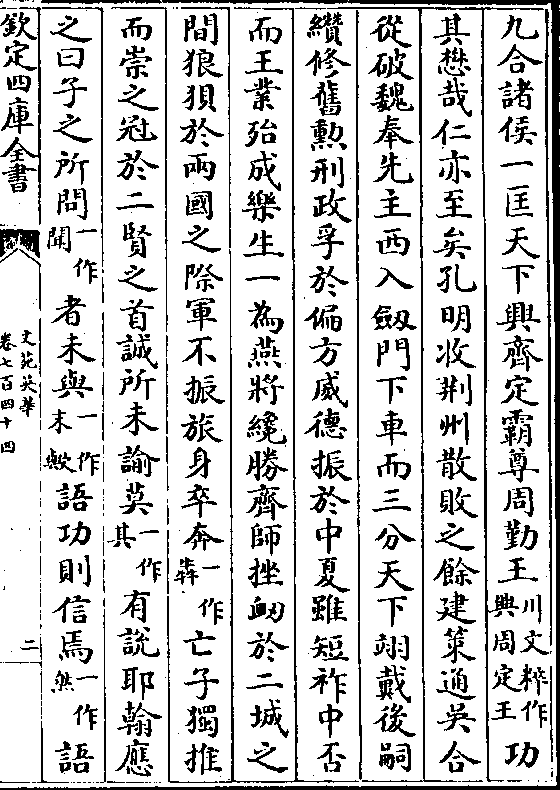 九合諸侯一匡天下興齊定霸尊周勤王川文粹作興周定王功
其懋哉仁亦至矣孔明收荆州散敗之餘建策通吳合
從破魏奉先主西入劔門下車而三分天下翊戴後嗣
纘修舊勲刑政孚於偏方威德振於中夏雖短祚中否
而王業殆成樂生一為燕將纔勝齊師挫衂於二城之
間狼狽於兩國之際軍不振旅身卒奔一作犇亡子獨推
而崇之冠於二賢之首誠所未諭莫一作其有說耶翰應
之曰子之所問一作聞者未與一作未敷語功則信焉一作然語
欽定四庫全書
文苑英華
卷七百四十四
二